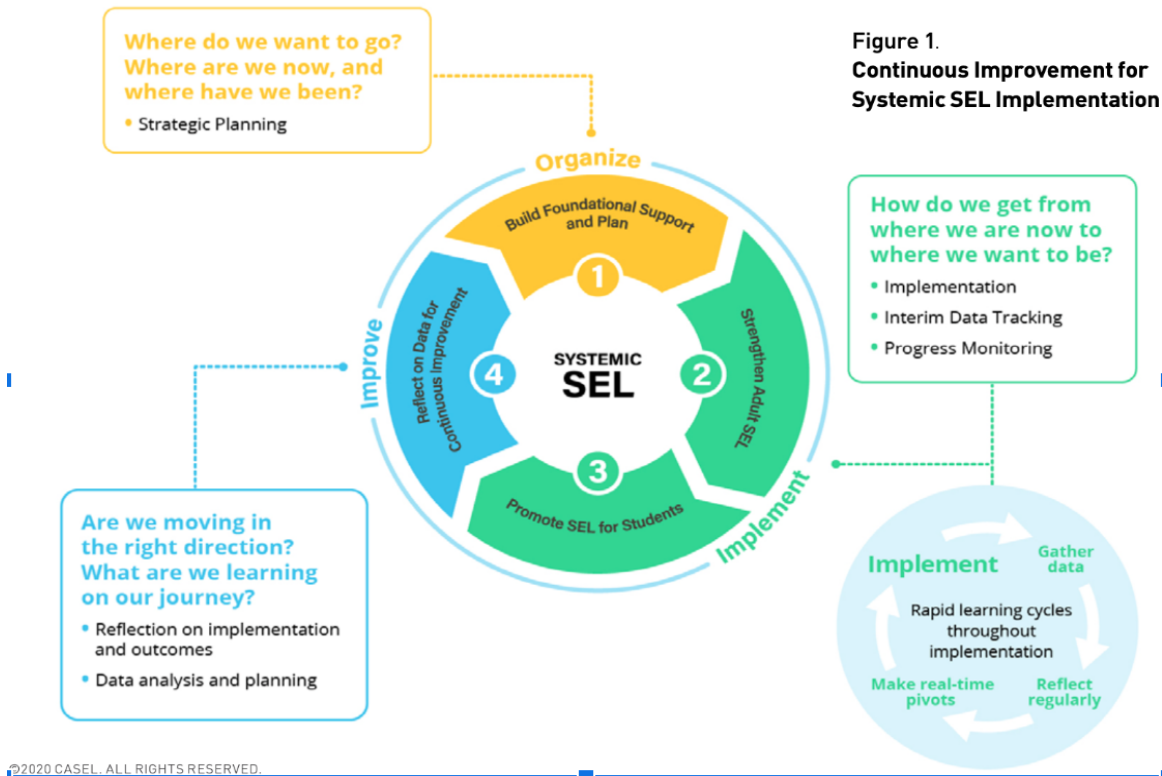 Figure 1.
Continuous Improvement for
Systemic SEL Implementation
Where do we want to go?
Where are we now, and
where have we been?
• Strategic Planning
Organize
Build Foundational Support
and Plan
1
How do we get from
where we are now to
where we want to be?
• Implementation
• Interim Data Tracking
• Progress Monitoring
Strengthen Adult SEL
2
SYSTEMIC
SEL
Improve
Reflect on Data for
Continuous Improvement
4
3
Promote SEL for Students
Implement
Are we moving in
the right direction?
What are we learning
on our journey?
• Reflection on implementation
and outcomes
• Data analysis and planning
Implement
Gather
data
Rapid learning cycles
throughout
implementation
Reflect
regularly
Make real-time
pivots
©2020 CASEL. ALL RIGHTS RESERVED.